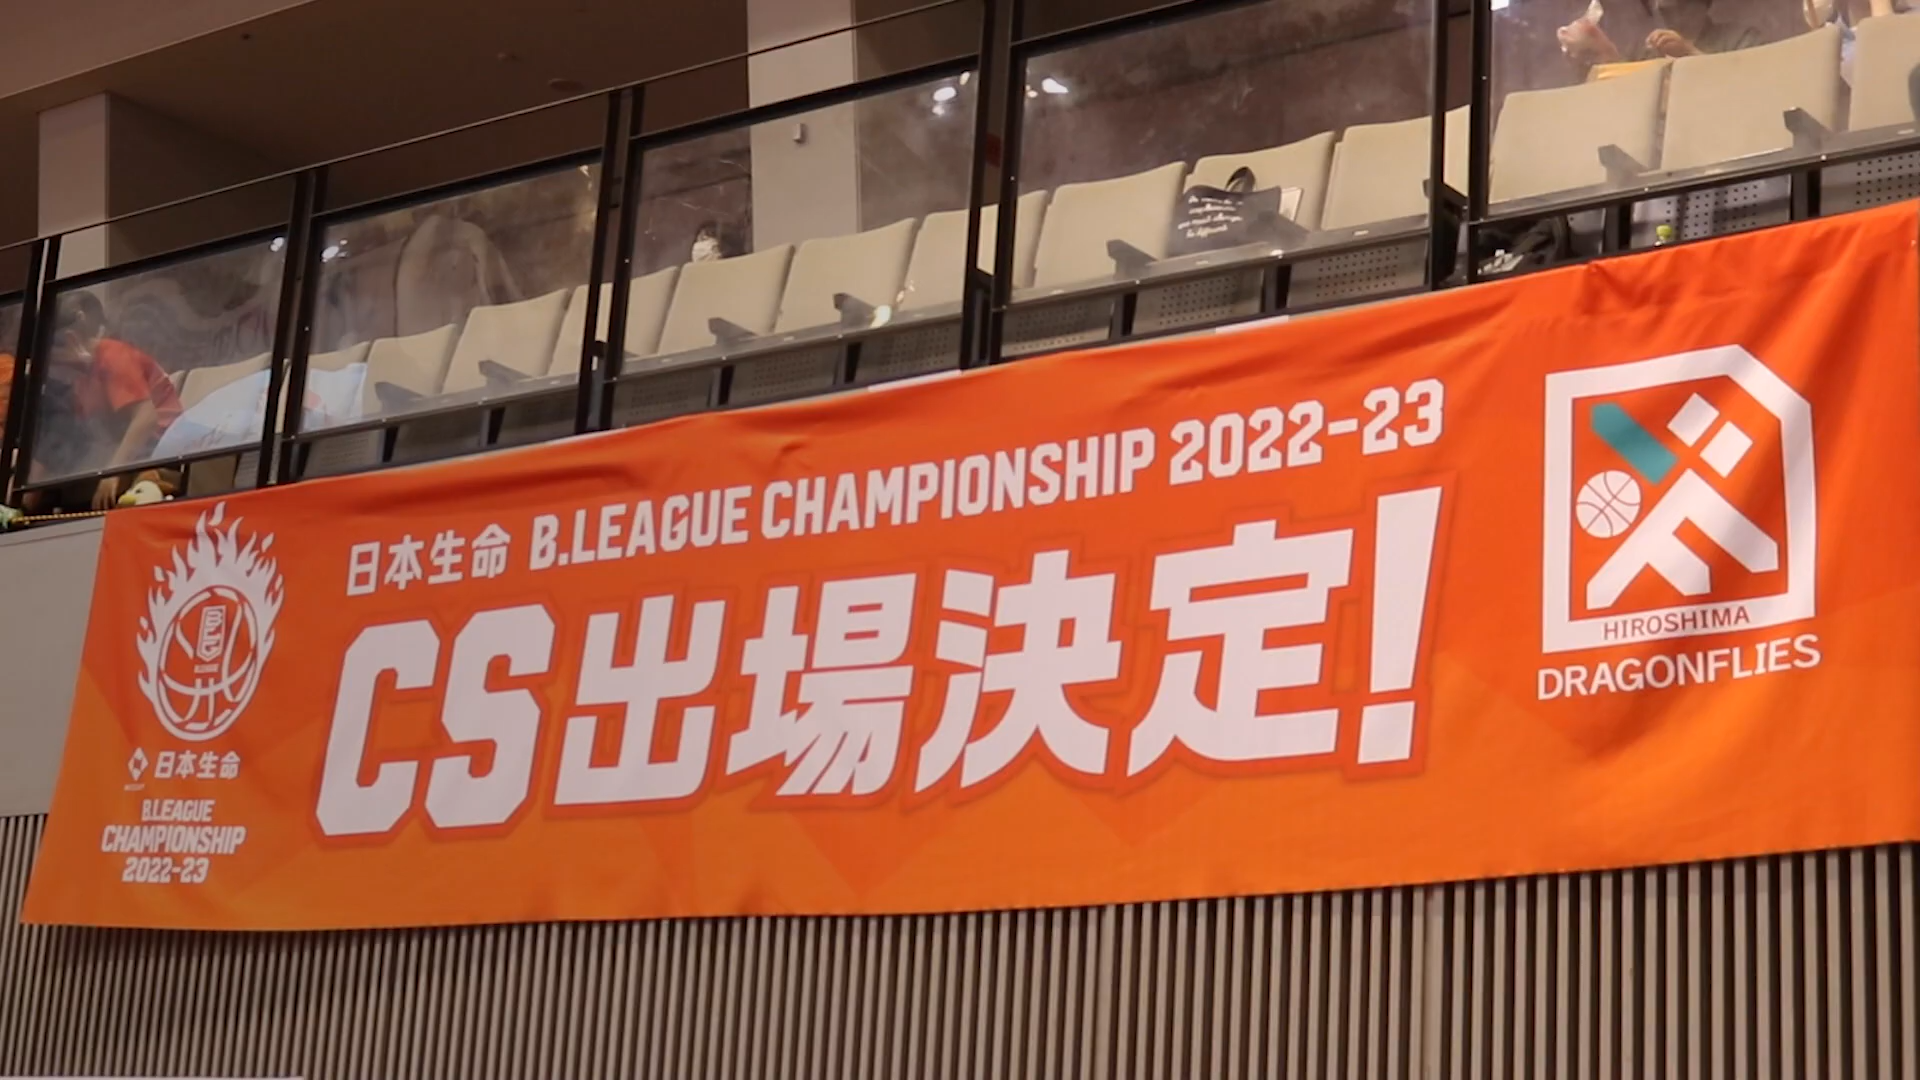 日本生命 B.LEAGUE CHAMPIONSHIP 2022-23
CS出場決定!
B.LEAGUE
日本生命
B.LEAGUE
CHAMPIONSHIP
2022-23
HIROSHIMA
DRAGONFLIES